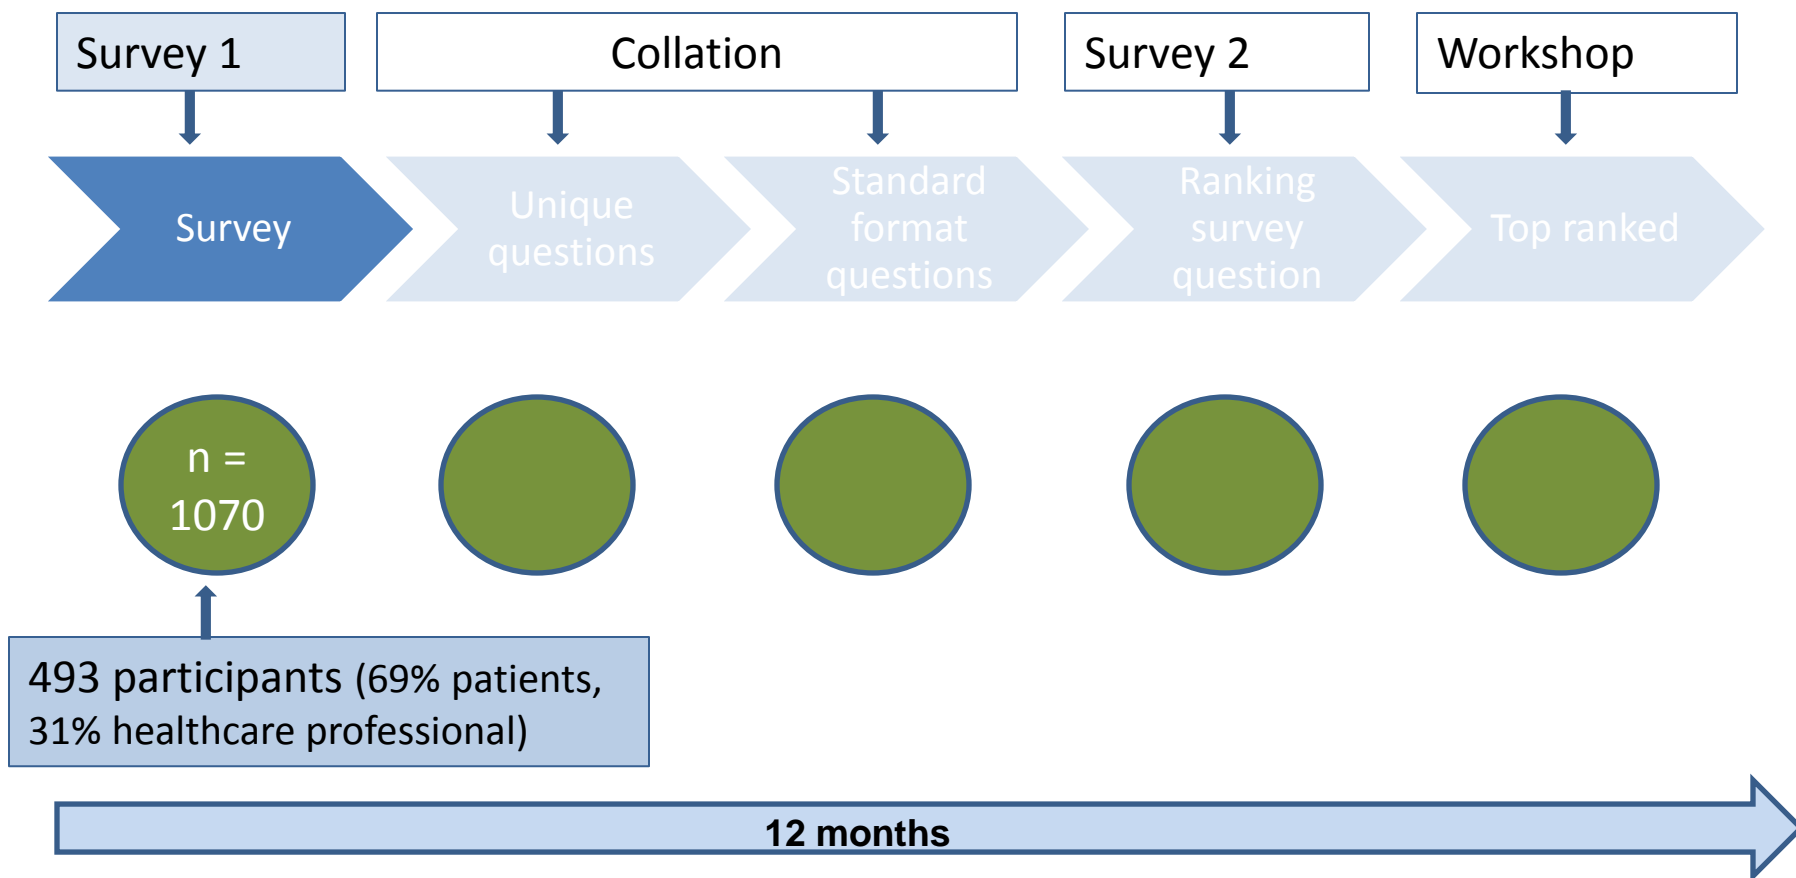 Survey 1
Collation
Survey 2
Workshop
Survey
Unique
questions
Standard
format
questions
Ranking
survey
question
Top ranked
n =
1070
493 participants (69% patients,
31% healthcare professional)
12 months